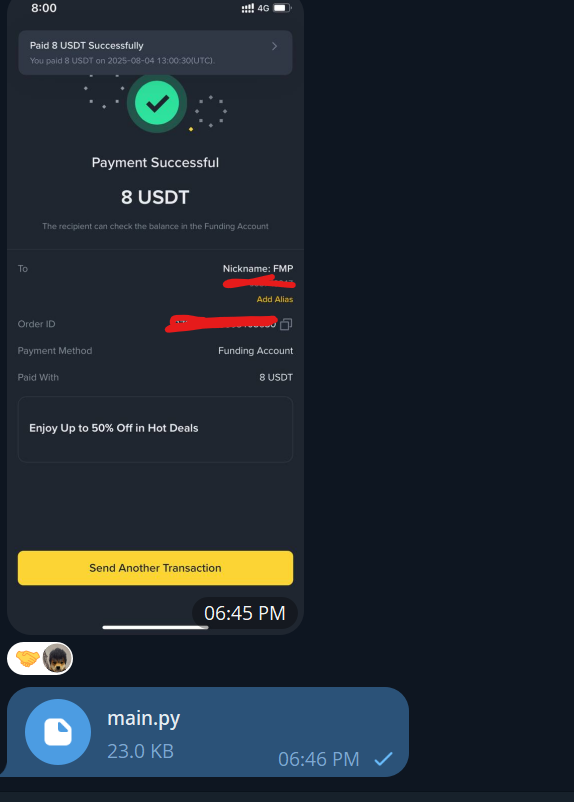 8:00
4G
Paid 8 USDT Successfully
You paid 8 USDT on 2025-08-04 13:00:30(UTC).
Payment Successful
8 USDT
The recipient can check the balance in the Funding Account
To
Nickname: FMP
Add Alias
Order ID
Payment Method
Funding Account
Paid With
8 USDT
Enjoy Up to 50% Off in Hot Deals
Send Another Transaction
06:45 PM
main.py
23.0 KB
06:46 PM